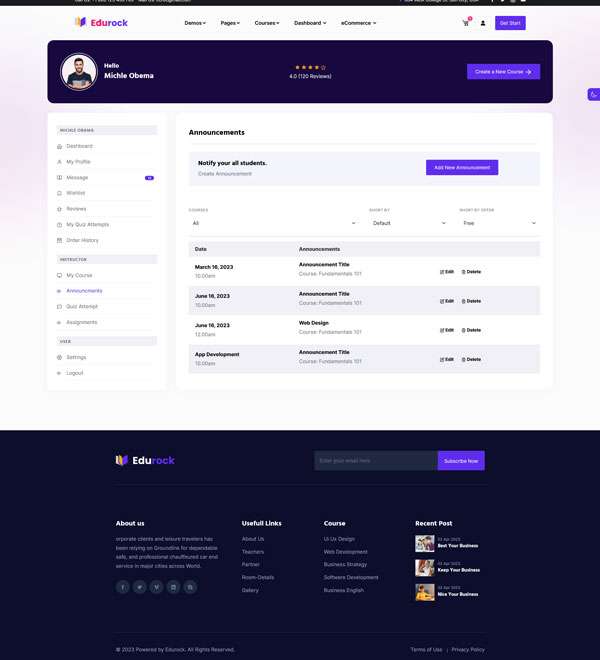 Edurock
Demos Pages Courses Dashboard eCommerce
Get Start
Hello
Michle Obema
4.0 (120 Reviews)
Create a New Course
MICHLE OBAMA
Dashboard
My Profile
Message
Wishlist
Reviews
My Quiz Attempts
Order History
INSTRUCTOR
My Course
Announcments
Quiz Attempt
Assignments
USER
Settings
Logout
Announcements
Notify your all students.
Create Announcement
Add New Announcement
COURSES SHORT BY SHORT BY OFFER
All Default Free
Date Announcements
March 16, 2023 Announcement Title
10.00am Course: Fundamentals 101
Edit Delete
June 16, 2023 Announcement Title
10.00am Course: Fundamentals 101
Edit Delete
June 16, 2023 Web Design
12.00am Course: Fundamentals 101
Edit Delete
App Development Announcement Title
10.00am Course: Fundamentals 101
Edit Delete
Edurock
Enter your email here
Subscribe Now
About us
orporate clients and leisure travelers has
been relying on Groundlink for dependable
safe, and professional chauffeured car end
service in major cities across World.
Usefull Links
About Us
Teachers
Partner
Room-Details
Gallery
Course
Ui Ux Design
Web Development
Business Strategy
Software Development
Business English
Recent Post
02 Apr 2023
Best Your Business
02 Apr 2023
Keep Your Business
02 Apr 2023
Nice Your Business
© 2023 Powered by Edurock. All Rights Reserved.
Terms of Use | Privacy Policy